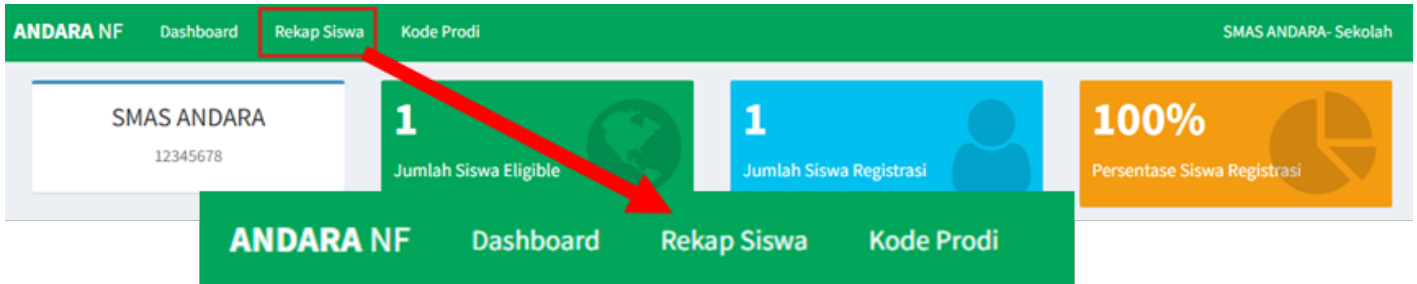 ANDARA NF Dashboard Rekap Siswa Kode Prodi SMAS ANDARA- Sekolah
SMAS ANDARA
12345678
1
Jumlah Siswa Eligible
1
Jumlah Siswa Registrasi
100%
Persentase Siswa Registrasi
ANDARA NF Dashboard Rekap Siswa Kode Prodi